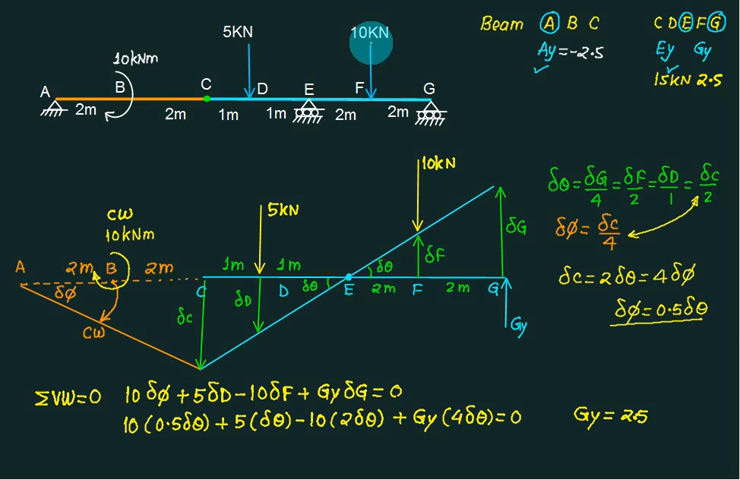 Beam A B C C D E F G
Ay = -2.5 Ey Gy
15KN 2.5
5KN 10KN
10KNm
A B C D E F G
2m 2m 1m 1m 2m 2m
δθ = δG/4 = δF/2 = δD/1 = δc/2
δφ = δc/4
δc = 2δθ = 4δφ
δφ = 0.5δθ
10KN
CW
10KNm
5KN
δG
A 2m B 2m 1m 1m δθ δF
δφ C D δθ E 2m F 2m G
CW δc δD Gy
ΣVW=0 10δφ + 5δD - 10δF + GyδG = 0
10(0.5δθ) + 5(δθ) - 10(2δθ) + Gy(4δθ) = 0 Gy = 2.5